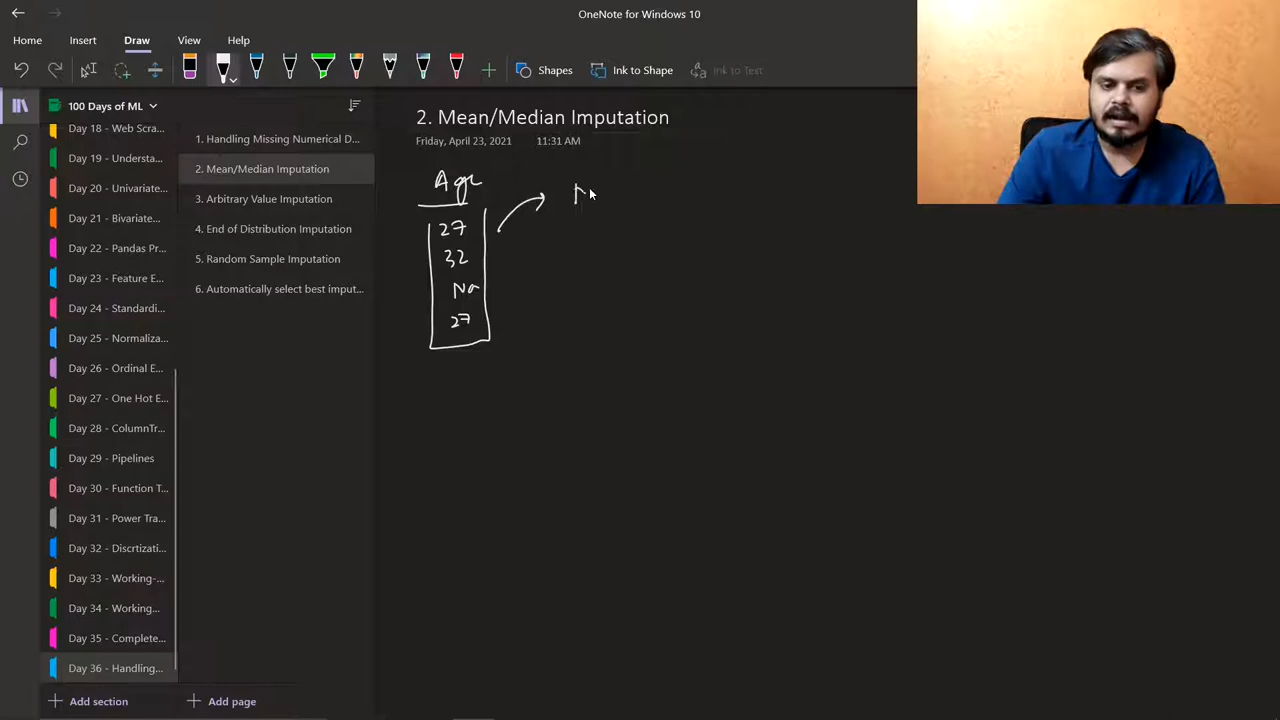 OneNote for Windows 10
Home Insert Draw View Help
Shapes Ink to Shape Ink to Text
100 Days of ML
Day 18 - Web Scra...
Day 19 - Understa...
Day 20 - Univariate...
Day 21 - Bivariate...
Day 22 - Pandas Pr...
Day 23 - Feature E...
Day 24 - Standardi...
Day 25 - Normaliza...
Day 26 - Ordinal E...
Day 27 - One Hot E...
Day 28 - ColumnTr...
Day 29 - Pipelines
Day 30 - Function T...
Day 31 - Power Tra...
Day 32 - Discrtizati...
Day 33 - Working-...
Day 34 - Working...
Day 35 - Complete...
Day 36 - Handling...
Add section
1. Handling Missing Numerical D...
2. Mean/Median Imputation
3. Arbitrary Value Imputation
4. End of Distribution Imputation
5. Random Sample Imputation
6. Automatically select best imput...
Add page
2. Mean/Median Imputation
Friday, April 23, 2021 11:31 AM
Age
27
32
Na
27